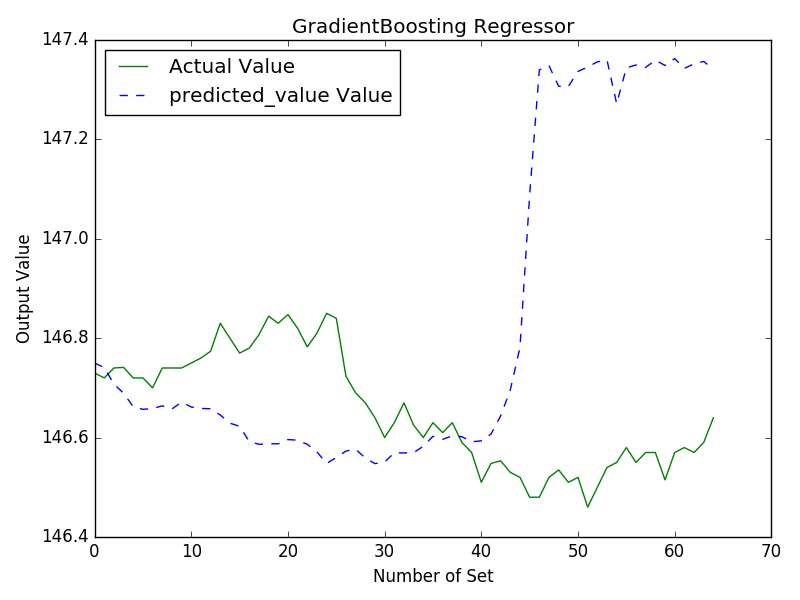 GradientBoosting Regressor
147.4
147.2
147.0
146.8
146.6
146.4
Output Value
Actual Value
predicted_value Value
0 10 20 30 40 50 60 70
Number of Set